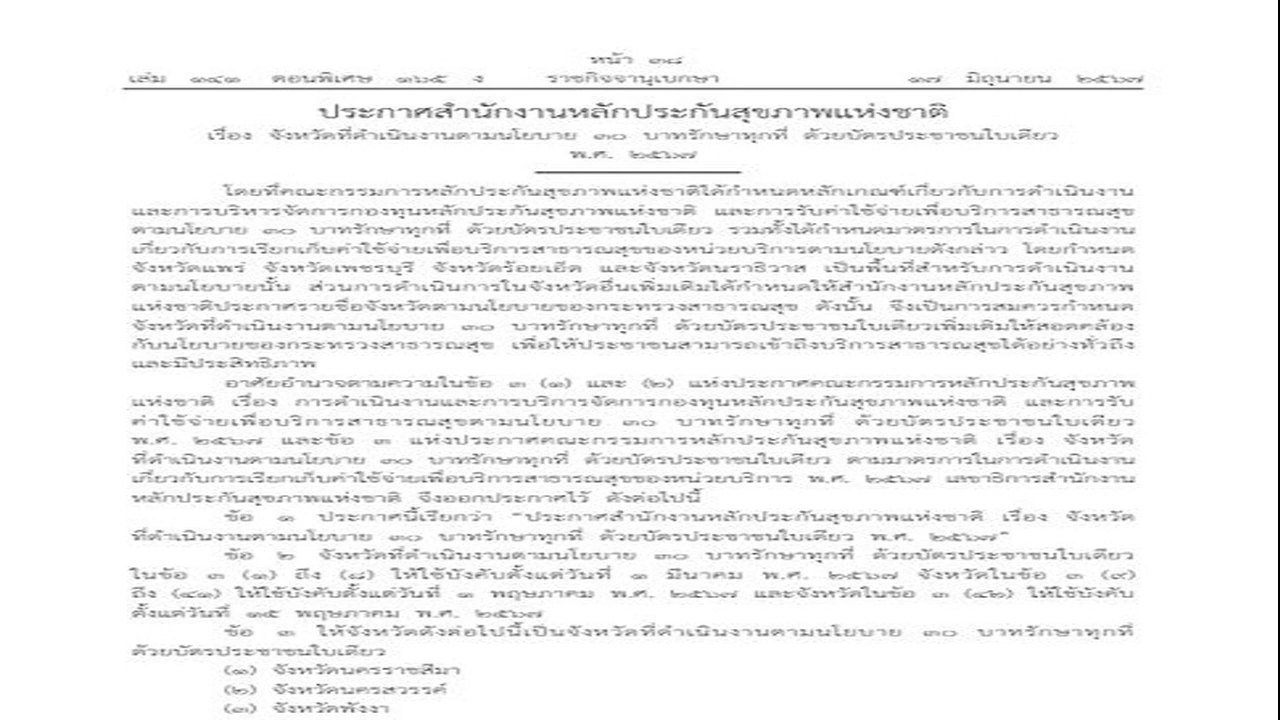 หน้า ๓๘
เล่ม ๑๔๑ ตอนพิเศษ ๑๖๕ ง ราชกิจจานุเบกษา ๑๗ มิถุนายน ๒๕๖๗
ประกาศสำนักงานหลักประกันสุขภาพแห่งชาติ
เรื่อง จังหวัดที่ดำเนินงานตามนโยบาย ๓๐ บาทรักษาทุกที่ ด้วยบัตรประชาชนใบเดียว
พ.ศ. ๒๕๖๗
โดยที่คณะกรรมการหลักประกันสุขภาพแห่งชาติได้กำหนดหลักเกณฑ์เกี่ยวกับการดำเนินงาน
และการบริหารจัดการกองทุนหลักประกันสุขภาพแห่งชาติ และการรับค่าใช้จ่ายเพื่อบริการสาธารณสุข
ตามนโยบาย ๓๐ บาทรักษาทุกที่ ด้วยบัตรประชาชนใบเดียว รวมทั้งได้กำหนดมาตรการในการดำเนินงาน
เกี่ยวกับการเรียกเก็บค่าใช้จ่ายเพื่อบริการสาธารณสุขของหน่วยบริการตามนโยบายดังกล่าว โดยกำหนด
จังหวัดแพร่ จังหวัดเพชรบุรี จังหวัดร้อยเอ็ด และจังหวัดนราธิวาส เป็นพื้นที่สำหรับการดำเนินงาน
ตามนโยบายนั้น ส่วนการดำเนินการในจังหวัดอื่นเพิ่มเติมได้กำหนดให้สำนักงานหลักประกันสุขภาพ
แห่งชาติประกาศรายชื่อจังหวัดตามนโยบายของกระทรวงสาธารณสุข ดังนั้น จึงเป็นการสมควรกำหนด
จังหวัดที่ดำเนินงานตามนโยบาย ๓๐ บาทรักษาทุกที่ ด้วยบัตรประชาชนใบเดียวเพิ่มเติมให้สอดคล้อง
กับนโยบายของกระทรวงสาธารณสุข เพื่อให้ประชาชนสามารถเข้าถึงบริการสาธารณสุขได้อย่างทั่วถึง
และมีประสิทธิภาพ
อาศัยอำนาจตามความในข้อ ๓ (๑) และ (๒) แห่งประกาศคณะกรรมการหลักประกันสุขภาพ
แห่งชาติ เรื่อง การดำเนินงานและการบริหารจัดการกองทุนหลักประกันสุขภาพแห่งชาติ และการรับ
ค่าใช้จ่ายเพื่อบริการสาธารณสุขตามนโยบาย ๓๐ บาทรักษาทุกที่ ด้วยบัตรประชาชนใบเดียว
พ.ศ. ๒๕๖๗ และข้อ ๓ แห่งประกาศคณะกรรมการหลักประกันสุขภาพแห่งชาติ เรื่อง จังหวัด
ที่ดำเนินงานตามนโยบาย ๓๐ บาทรักษาทุกที่ ด้วยบัตรประชาชนใบเดียว ตามมาตรการในการดำเนินงาน
เกี่ยวกับการเรียกเก็บค่าใช้จ่ายเพื่อบริการสาธารณสุขของหน่วยบริการ พ.ศ. ๒๕๖๗ เลขาธิการสำนักงาน
หลักประกันสุขภาพแห่งชาติ จึงออกประกาศไว้ ดังต่อไปนี้
ข้อ ๑ ประกาศนี้เรียกว่า “ประกาศสำนักงานหลักประกันสุขภาพแห่งชาติ เรื่อง จังหวัด
ที่ดำเนินงานตามนโยบาย ๓๐ บาทรักษาทุกที่ ด้วยบัตรประชาชนใบเดียว พ.ศ. ๒๕๖๗”
ข้อ ๒ จังหวัดที่ดำเนินงานตามนโยบาย ๓๐ บาทรักษาทุกที่ ด้วยบัตรประชาชนใบเดียว
ในข้อ ๓ (๑) ถึง (๘) ให้ใช้บังคับตั้งแต่วันที่ ๑ มีนาคม พ.ศ. ๒๕๖๗ จังหวัดในข้อ ๓ (๙)
ถึง (๔๑) ให้ใช้บังคับตั้งแต่วันที่ ๑ พฤษภาคม พ.ศ. ๒๕๖๗ และจังหวัดในข้อ ๓ (๔๒) ให้ใช้บังคับ
ตั้งแต่วันที่ ๑๕ พฤษภาคม พ.ศ. ๒๕๖๗
ข้อ ๓ ให้จังหวัดดังต่อไปนี้เป็นจังหวัดที่ดำเนินงานตามนโยบาย ๓๐ บาทรักษาทุกที่
ด้วยบัตรประชาชนใบเดียว
(๑) จังหวัดนครราชสีมา
(๒) จังหวัดนครสวรรค์
(๓) จังหวัดพังงา